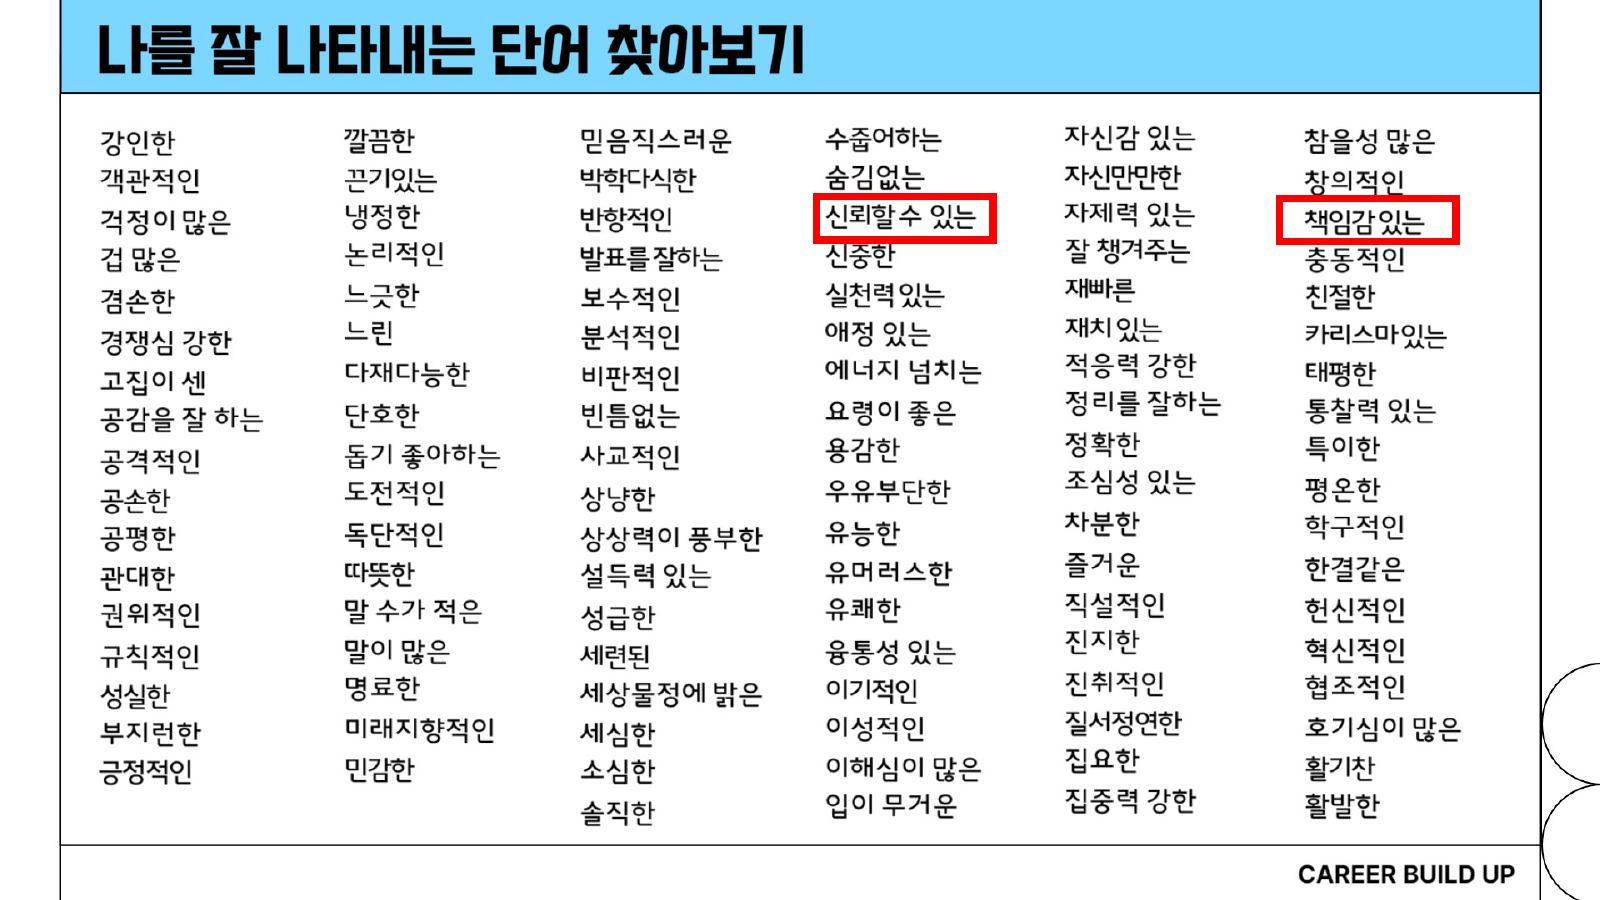 나를 잘 나타내는 단어 찾아보기
강인한
객관적인
걱정이 많은
겁 많은
겸손한
경쟁심 강한
고집이 센
공감을 잘 하는
공격적인
공손한
공평한
관대한
권위적인
규칙적인
성실한
부지런한
긍정적인
깔끔한
끈기있는
냉정한
논리적인
느긋한
느린
다재다능한
단호한
돕기 좋아하는
도전적인
독단적인
따뜻한
말 수가 적은
말이 많은
명료한
미래지향적인
민감한
믿음직스러운
박학다식한
반항적인
발표를 잘하는
보수적인
분석적인
비판적인
빈틈없는
사교적인
상냥한
상상력이 풍부한
설득력 있는
성급한
세련된
세상물정에 밝은
세심한
소심한
솔직한
수줍어하는
숨김없는
신뢰할 수 있는
신중한
실천력 있는
애정 있는
에너지 넘치는
요령이 좋은
용감한
우유부단한
유능한
유머러스한
유쾌한
융통성 있는
이기적인
이성적인
이해심이 많은
입이 무거운
자신감 있는
자신만만한
자제력 있는
잘 챙겨주는
재빠른
재치 있는
적응력 강한
정리를 잘하는
정확한
조심성 있는
차분한
즐거운
직설적인
진지한
진취적인
질서정연한
집요한
집중력 강한
참을성 많은
창의적인
책임감 있는
충동적인
친절한
카리스마 있는
태평한
통찰력 있는
특이한
평온한
학구적인
한결같은
헌신적인
혁신적인
협조적인
호기심이 많은
활기찬
활발한
CAREER BUILD UP